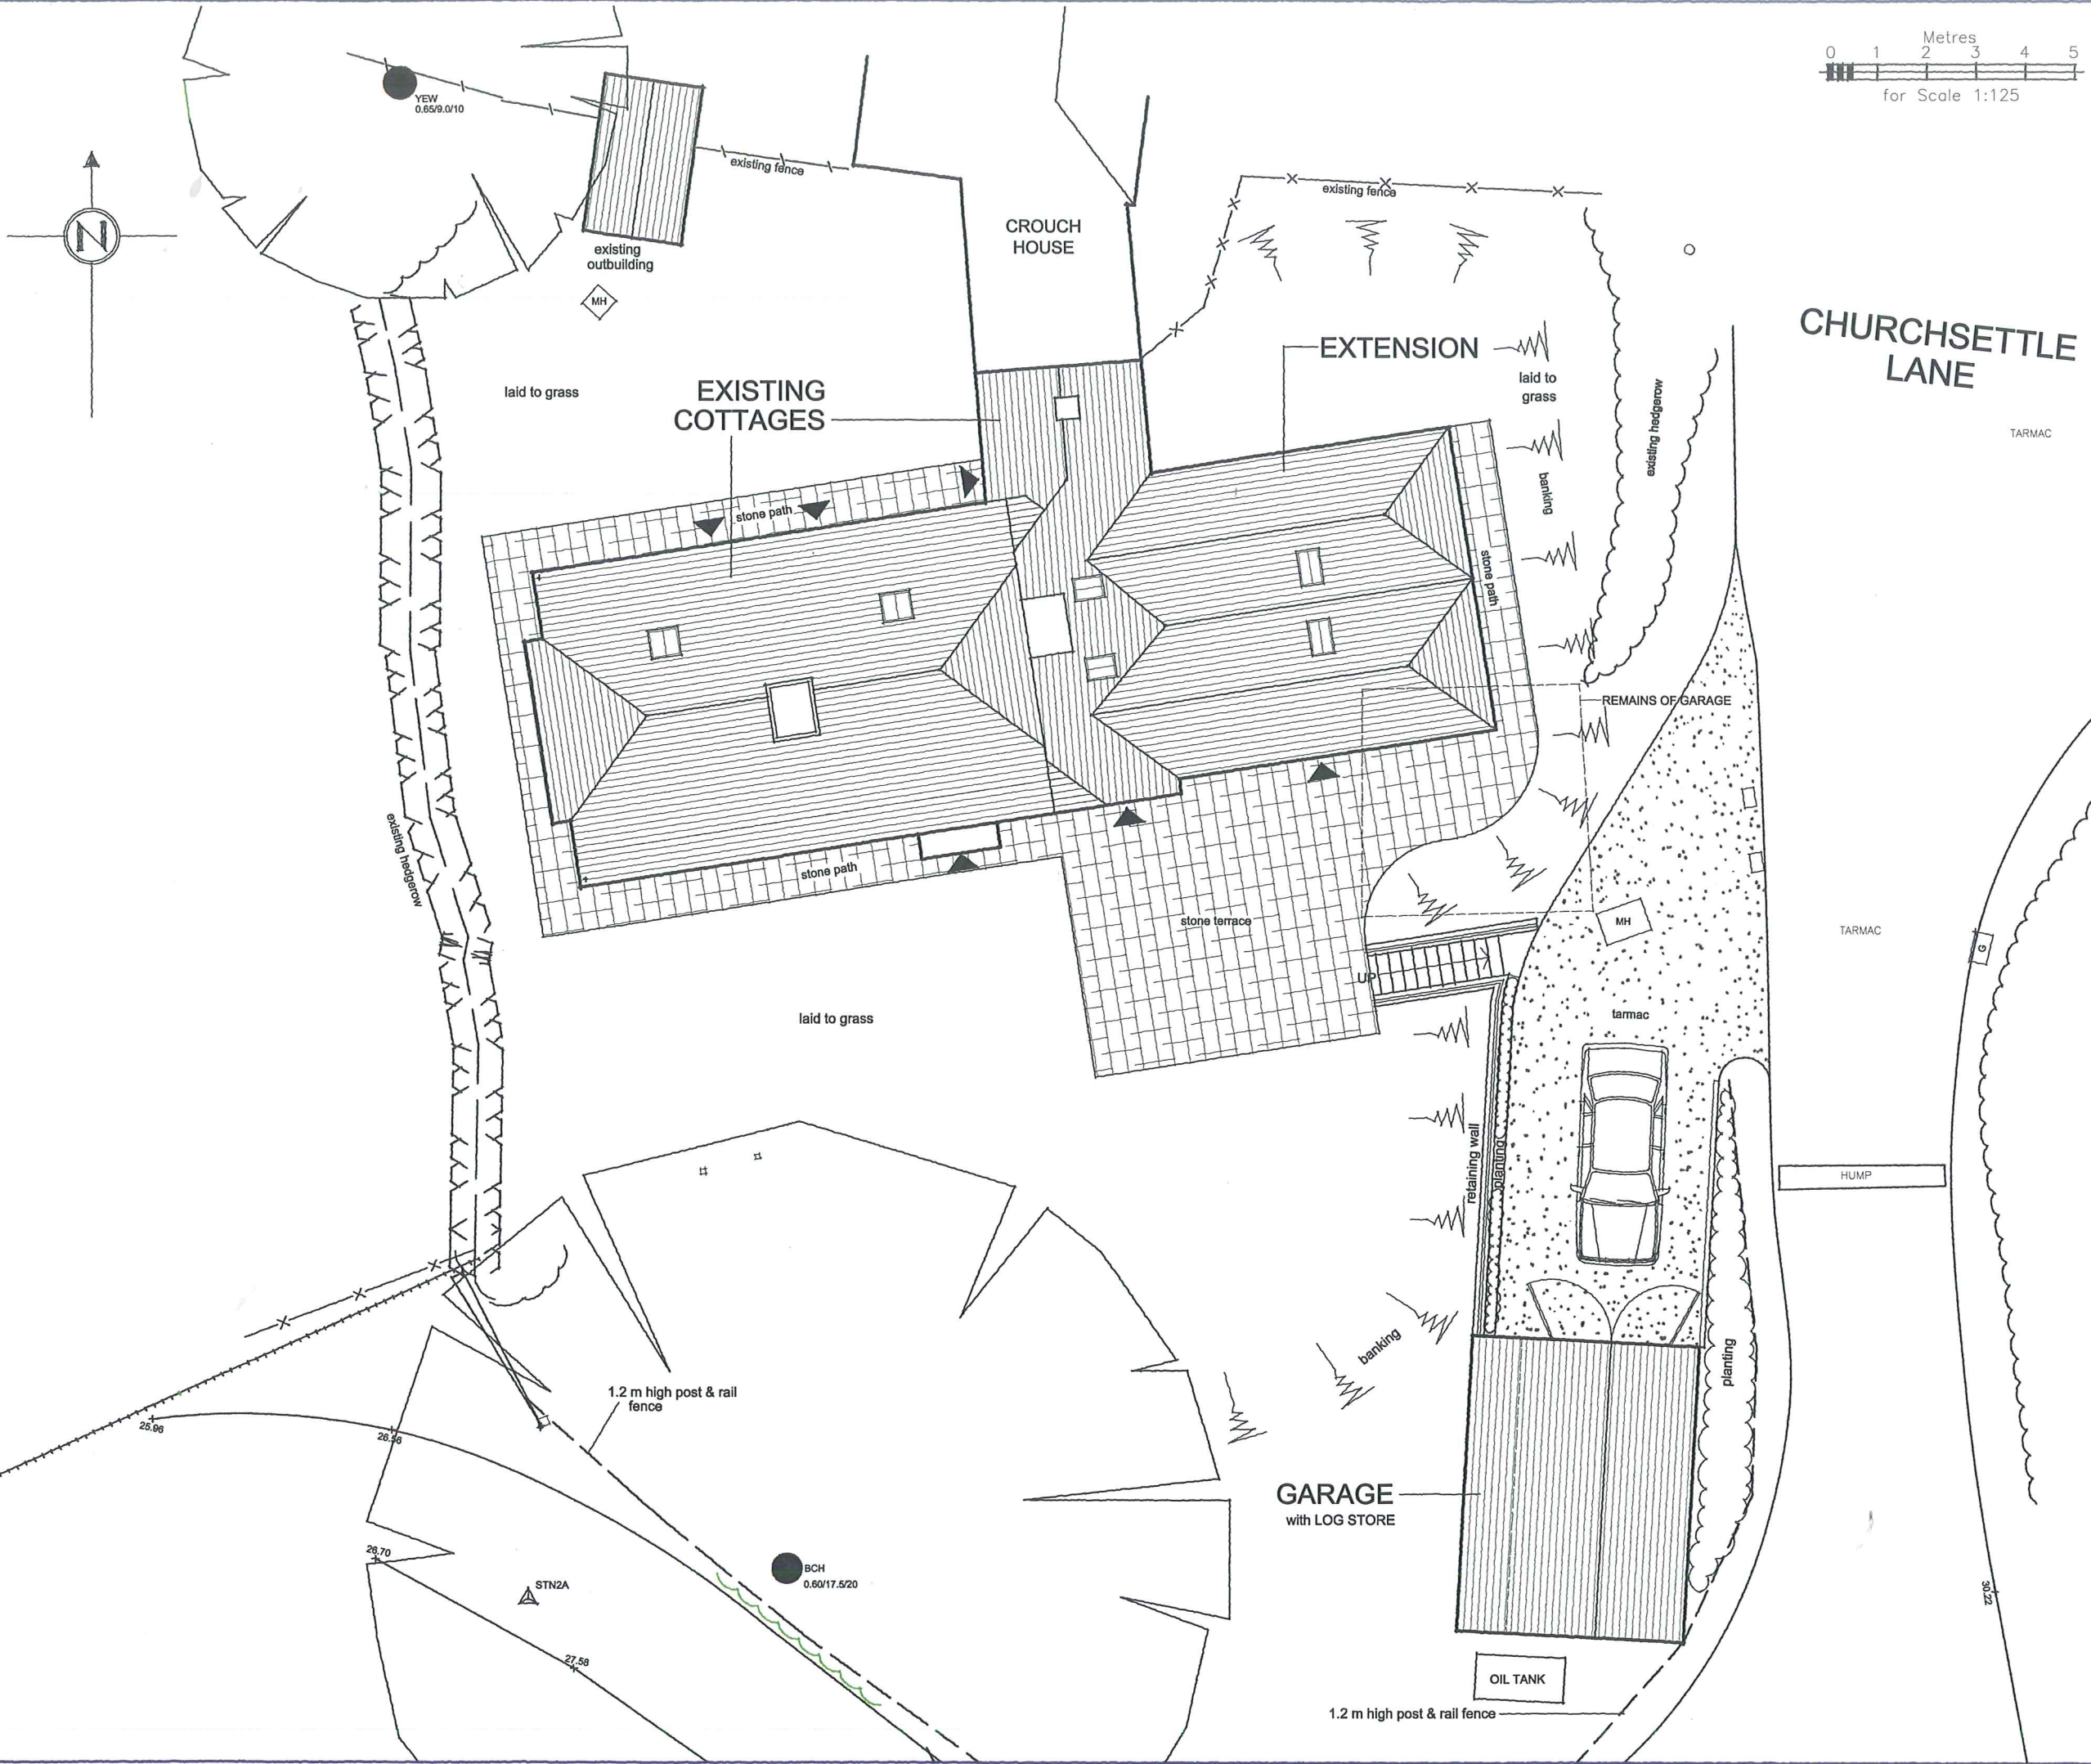 Metres
0 1 2 3 4 5
for Scale 1:125
YEW
0.65/9.0/10
N
existing fence
existing
outbuilding
MH
CROUCH
HOUSE
existing fence
CHURCHSETTLE
LANE
EXTENSION
laid to
grass
laid to grass
EXISTING
COTTAGES
existing hedgerow
TARMAC
banking
stone path
stone path
REMAINS OF GARAGE
existing hedgerow
stone path
stone terrace
MH
TARMAC
G
UP
tarmac
laid to grass
retaining wall
planting
HUMP
banking
planting
1.2 m high post & rail
fence
25.96
26.56
GARAGE
with LOG STORE
26.70
STN2A
BCH
0.60/17.5/20
30.22
27.58
OIL TANK
1.2 m high post & rail fence